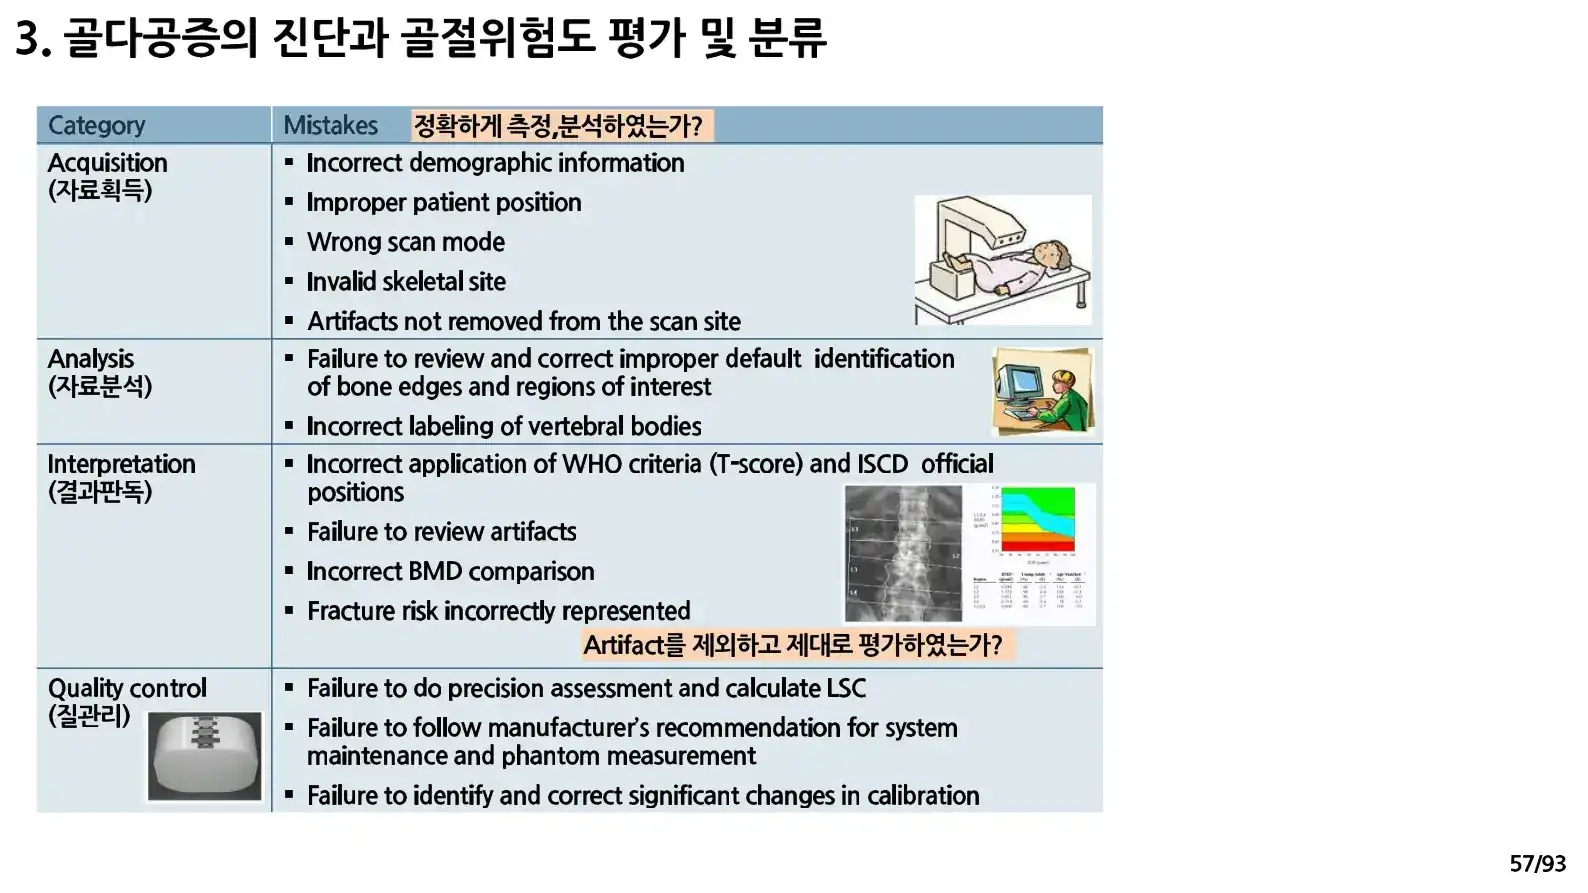 3. 골다공증의 진단과 골절위험도 평가 및 분류
Category
Mistakes
정확하게 측정,분석하였는가?
Acquisition
(자료획득)
▪ Incorrect demographic information
▪ Improper patient position
▪ Wrong scan mode
▪ Invalid skeletal site
▪ Artifacts not removed from the scan site
Analysis
(자료분석)
▪ Failure to review and correct improper default identification
of bone edges and regions of interest
▪ Incorrect labeling of vertebral bodies
Interpretation
(결과판독)
▪ Incorrect application of WHO criteria (T-score) and ISCD official
positions
▪ Failure to review artifacts
▪ Incorrect BMD comparison
▪ Fracture risk incorrectly represented
L2
L3
L4
Region
Artifact를 제외하고 제대로 평가하였는가?
Quality control
(질관리)
▪ Failure to do precision assessment and calculate LSC
▪ Failure to follow manufacturer's recommendation for system
maintenance and phantom measurement
▪ Failure to identify and correct significant changes in calibration
57/93